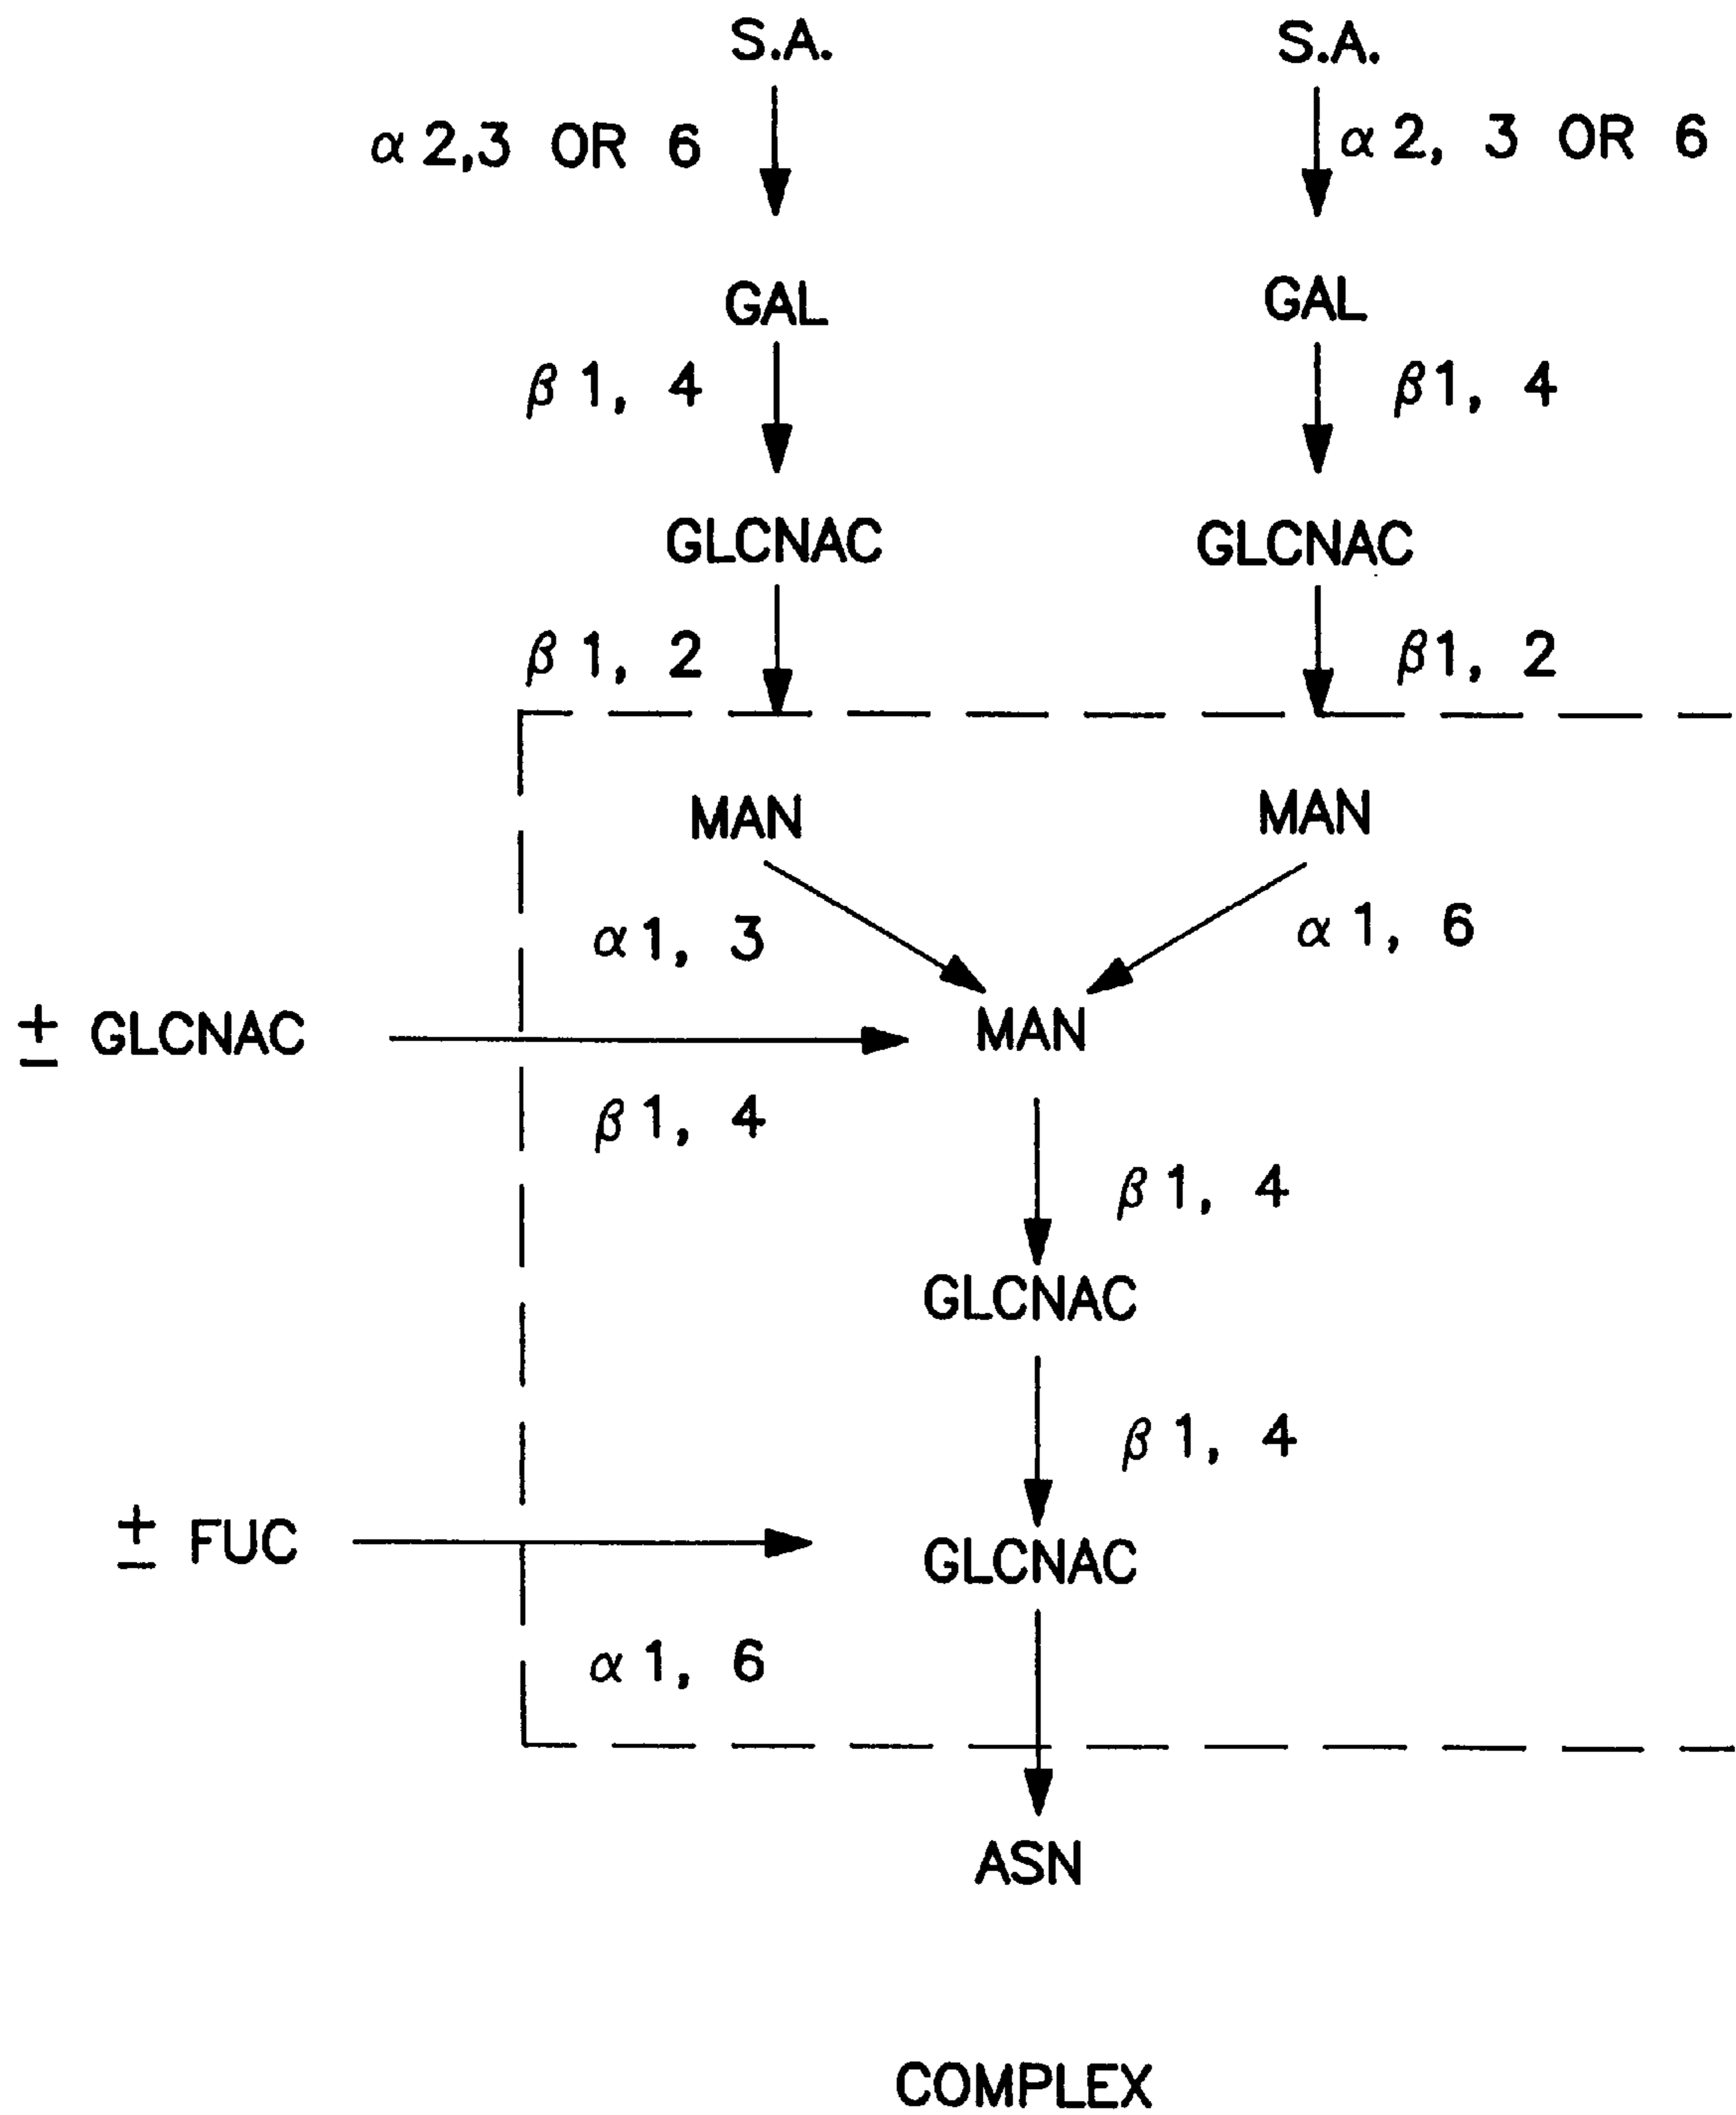 S.A. S.A.
α 2,3 OR 6 α 2, 3 OR 6
GAL GAL
β 1, 4 β1, 4
GLCNAC GLCNAC
β 1, 2 β1, 2
MAN MAN
α 1, 3 α 1, 6
± GLCNAC MAN
β 1, 4
β 1, 4
GLCNAC
β 1, 4
± FUC GLCNAC
α 1, 6
ASN
COMPLEX